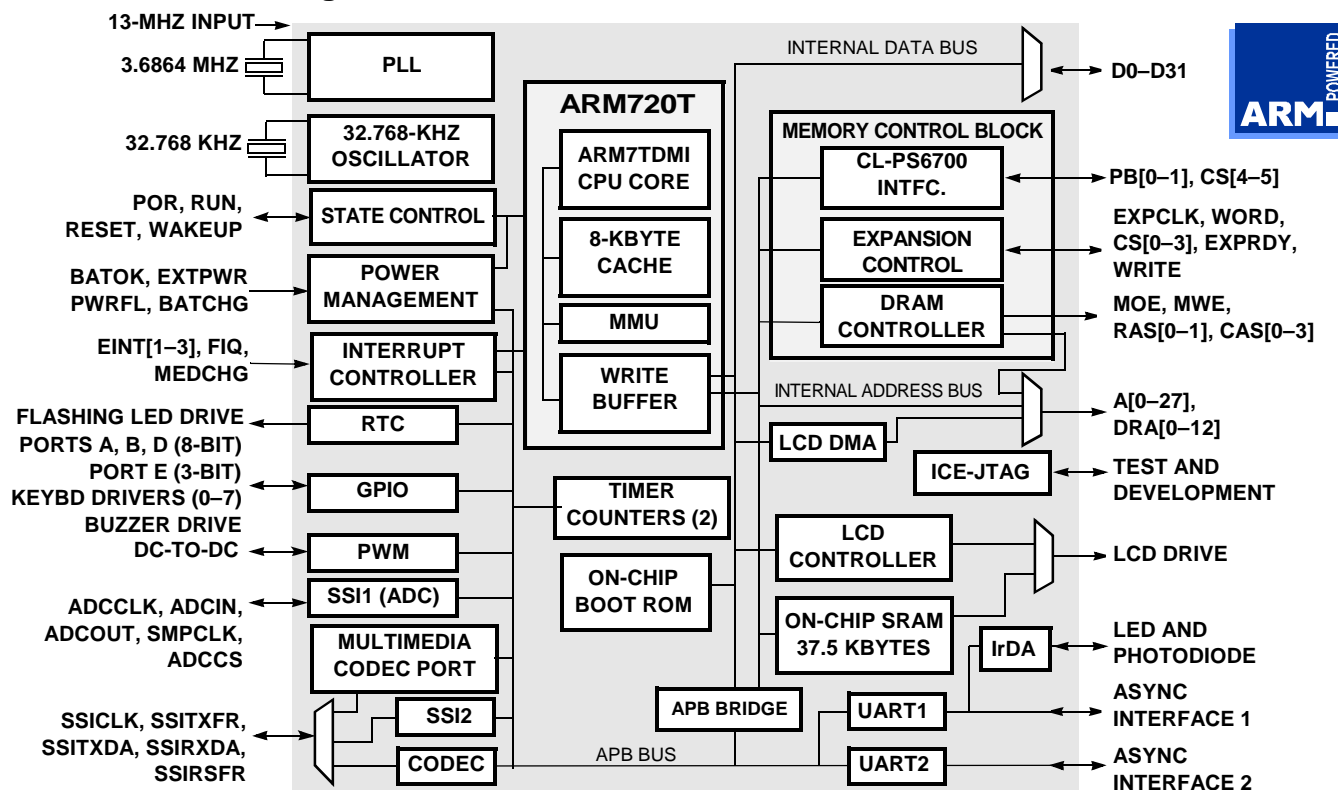 13-MHZ INPUT
3.6864 MHZ
PLL
32.768 KHZ
32.768-KHZ
OSCILLATOR
POR, RUN,
RESET, WAKEUP
STATE CONTROL
BATOK, EXTPWR
PWRFL, BATCHG
POWER
MANAGEMENT
EINT[1–3], FIQ,
MEDCHG
INTERRUPT
CONTROLLER
FLASHING LED DRIVE
RTC
PORTS A, B, D (8-BIT)
PORT E (3-BIT)
KEYBD DRIVERS (0–7)
GPIO
BUZZER DRIVE
DC-TO-DC
PWM
ADCCLK, ADCIN,
ADCOUT, SMPCLK,
ADCCS
SSI1 (ADC)
MULTIMEDIA
CODEC PORT
SSICLK, SSITXFR,
SSITXDA, SSIRXDA,
SSIRSFR
SSI2
CODEC
ARM720T
ARM7TDMI
CPU CORE
8-KBYTE
CACHE
MMU
WRITE
BUFFER
TIMER
COUNTERS (2)
ON-CHIP
BOOT ROM
APB BRIDGE
APB BUS
INTERNAL DATA BUS
D0–D31
MEMORY CONTROL BLOCK
CL-PS6700
INTFC.
PB[0–1], CS[4–5]
EXPANSION
CONTROL
EXPCLK, WORD,
CS[0–3], EXPRDY,
WRITE
DRAM
CONTROLLER
MOE, MWE,
RAS[0–1], CAS[0–3]
INTERNAL ADDRESS BUS
A[0–27],
DRA[0–12]
LCD DMA
ICE-JTAG
TEST AND
DEVELOPMENT
LCD
CONTROLLER
LCD DRIVE
ON-CHIP SRAM
37.5 KBYTES
IrDA
LED AND
PHOTODIODE
UART1
ASYNC
INTERFACE 1
UART2
ASYNC
INTERFACE 2
ARM
POWERED